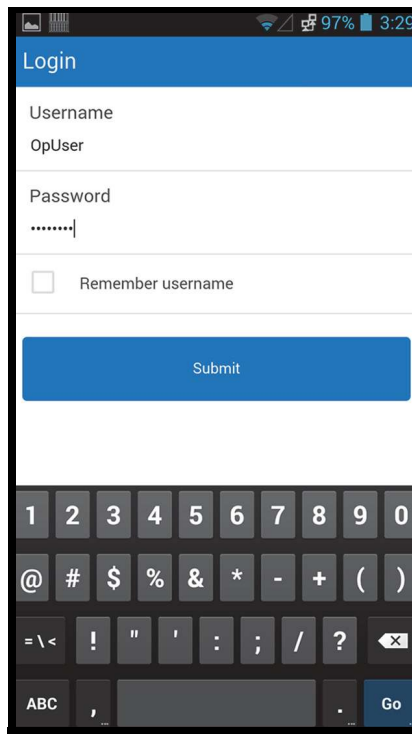 97% 3:29
Login
Username
OpUser
Password
••••••••
Remember username
Submit
1 2 3 4 5 6 7 8 9 0
@ # $ % & * - + ( )
= \ < ! " ' : ; / ?
ABC , . Go